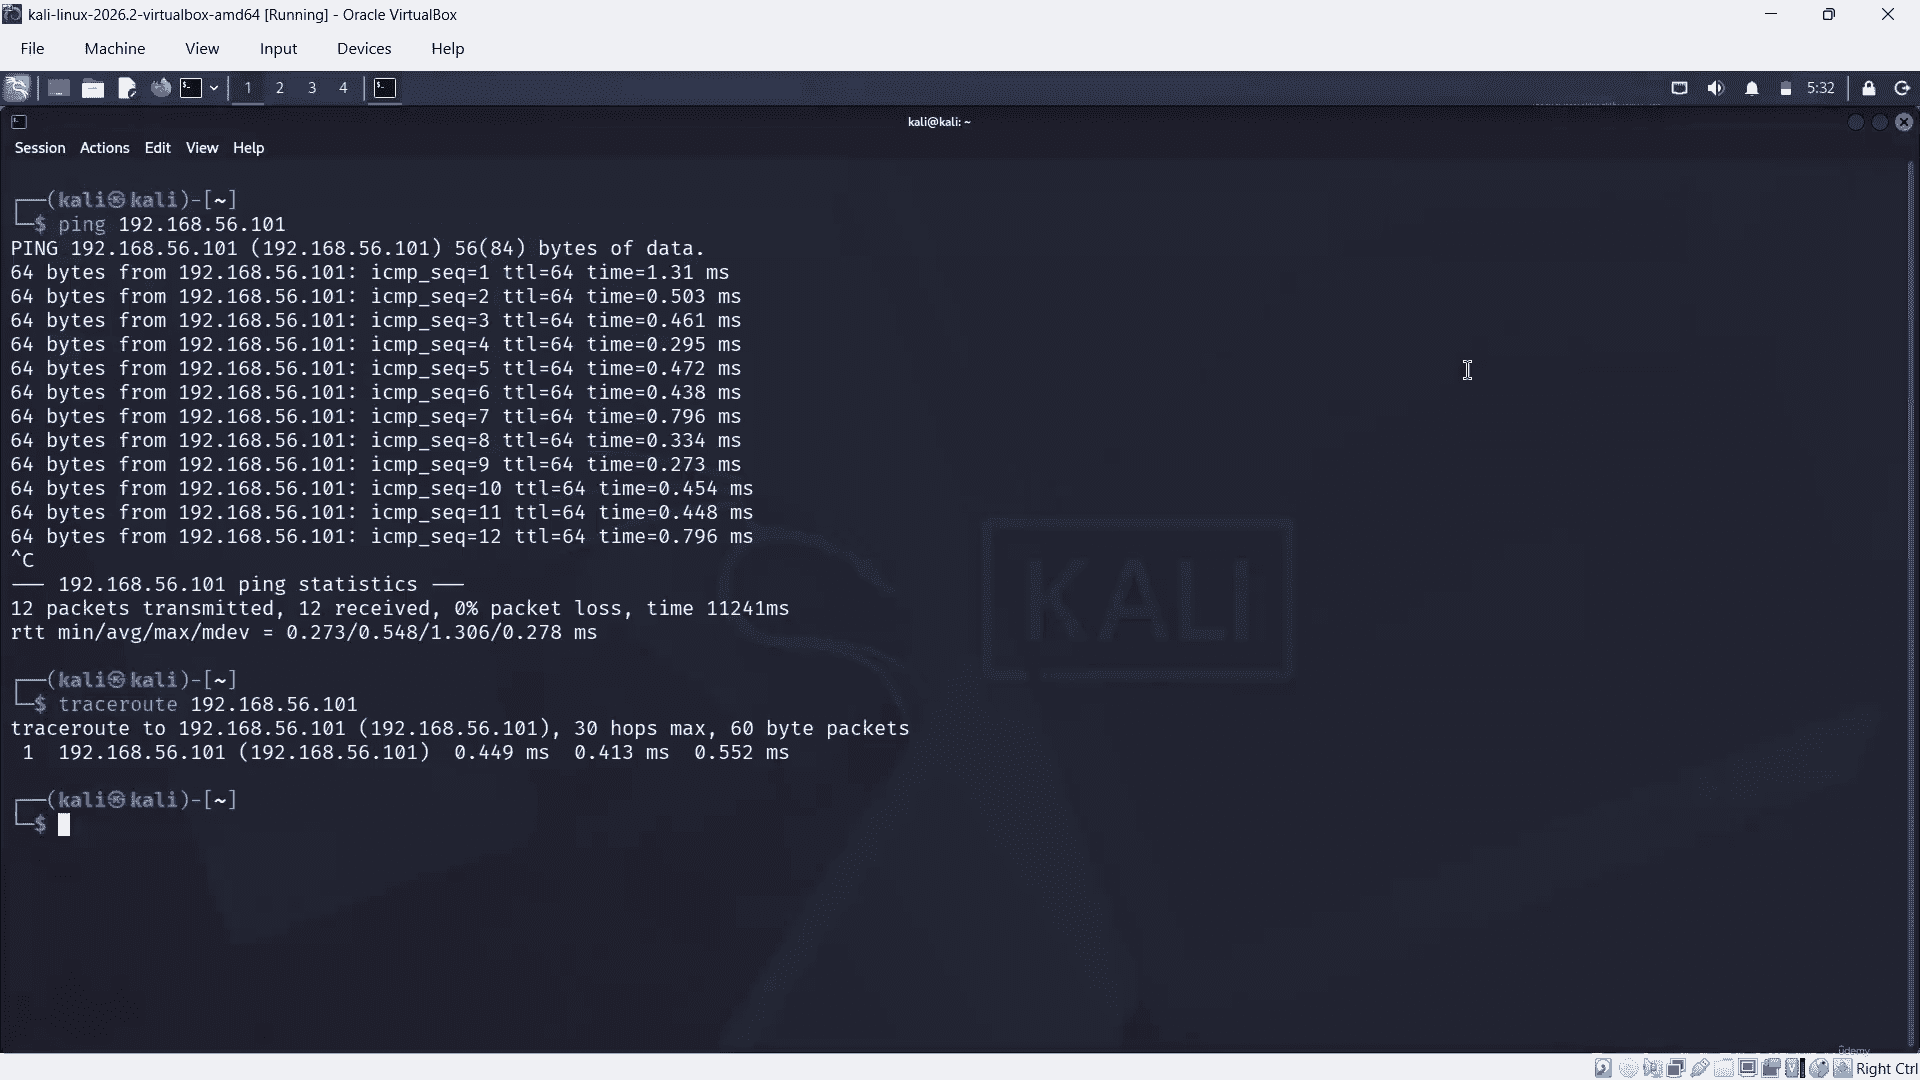 kali-linux-2026.2-virtualbox-amd64 [Running] - Oracle VirtualBox
File Machine View Input Devices Help
1 2 3 4 5:32
kali@kali: ~
Session Actions Edit View Help
┌──(kali㉿kali)-[~]
└─$ ping 192.168.56.101
PING 192.168.56.101 (192.168.56.101) 56(84) bytes of data.
64 bytes from 192.168.56.101: icmp_seq=1 ttl=64 time=1.31 ms
64 bytes from 192.168.56.101: icmp_seq=2 ttl=64 time=0.503 ms
64 bytes from 192.168.56.101: icmp_seq=3 ttl=64 time=0.461 ms
64 bytes from 192.168.56.101: icmp_seq=4 ttl=64 time=0.295 ms
64 bytes from 192.168.56.101: icmp_seq=5 ttl=64 time=0.472 ms
64 bytes from 192.168.56.101: icmp_seq=6 ttl=64 time=0.438 ms
64 bytes from 192.168.56.101: icmp_seq=7 ttl=64 time=0.796 ms
64 bytes from 192.168.56.101: icmp_seq=8 ttl=64 time=0.334 ms
64 bytes from 192.168.56.101: icmp_seq=9 ttl=64 time=0.273 ms
64 bytes from 192.168.56.101: icmp_seq=10 ttl=64 time=0.454 ms
64 bytes from 192.168.56.101: icmp_seq=11 ttl=64 time=0.448 ms
64 bytes from 192.168.56.101: icmp_seq=12 ttl=64 time=0.796 ms
^C
— 192.168.56.101 ping statistics —
12 packets transmitted, 12 received, 0% packet loss, time 11241ms
rtt min/avg/max/mdev = 0.273/0.548/1.306/0.278 ms
┌──(kali㉿kali)-[~]
└─$ traceroute 192.168.56.101
traceroute to 192.168.56.101 (192.168.56.101), 30 hops max, 60 byte packets
1 192.168.56.101 (192.168.56.101) 0.449 ms 0.413 ms 0.552 ms
┌──(kali㉿kali)-[~]
└─$
KALI
udemy
Right Ctrl